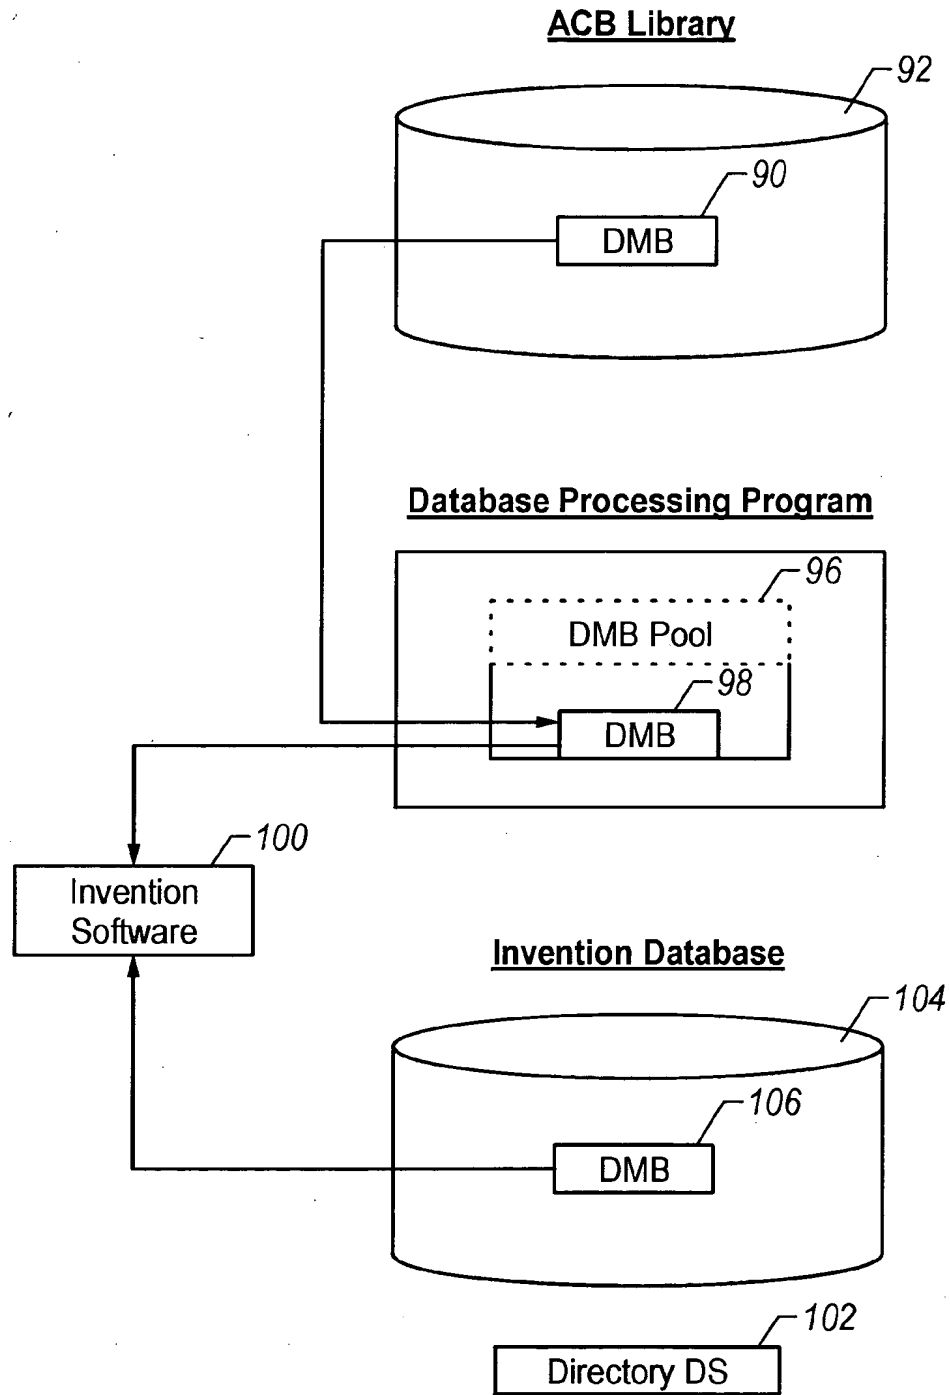 ACB Library
92
90
DMB
Database Processing Program
96
DMB Pool
98
DMB
100
Invention
Software
Invention Database
104
106
DMB
102
Directory DS